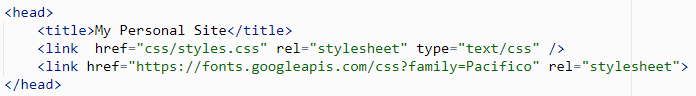 <head>
    <title>My Personal Site</title>
    <link  href="css/styles.css" rel="stylesheet" type="text/css" />
    <link href="https://fonts.googleapis.com/css?family=Pacifico" rel="stylesheet">
</head>